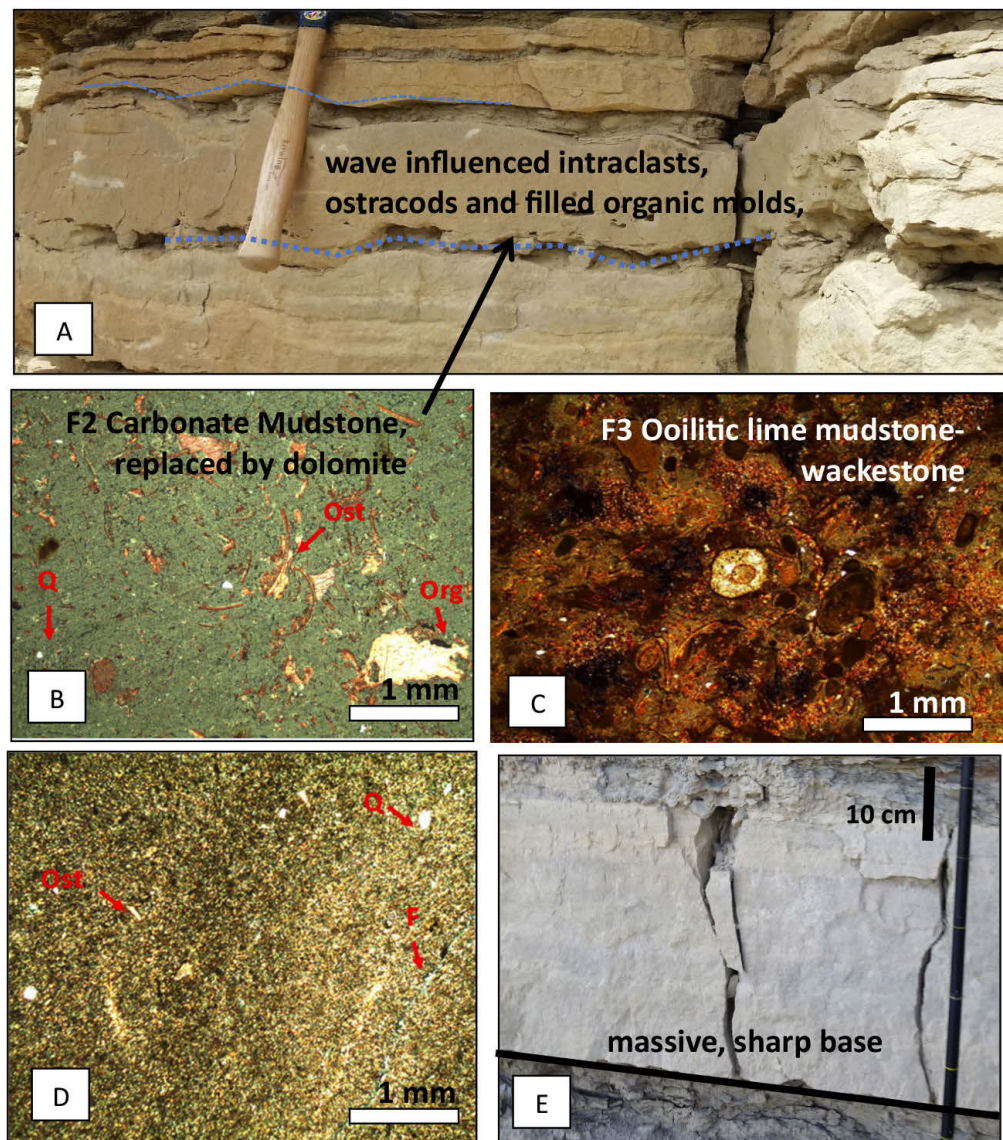 wave influenced intraclasts,
ostracods and filled organic molds,
A
F2 Carbonate Mudstone,
replaced by dolomite
Ost
Q
Org
1 mm
B
F3 Ooilitic lime mudstone-
wackestone
1 mm
C
Q
Ost.
F
1 mm
D
10 cm
massive, sharp base
E